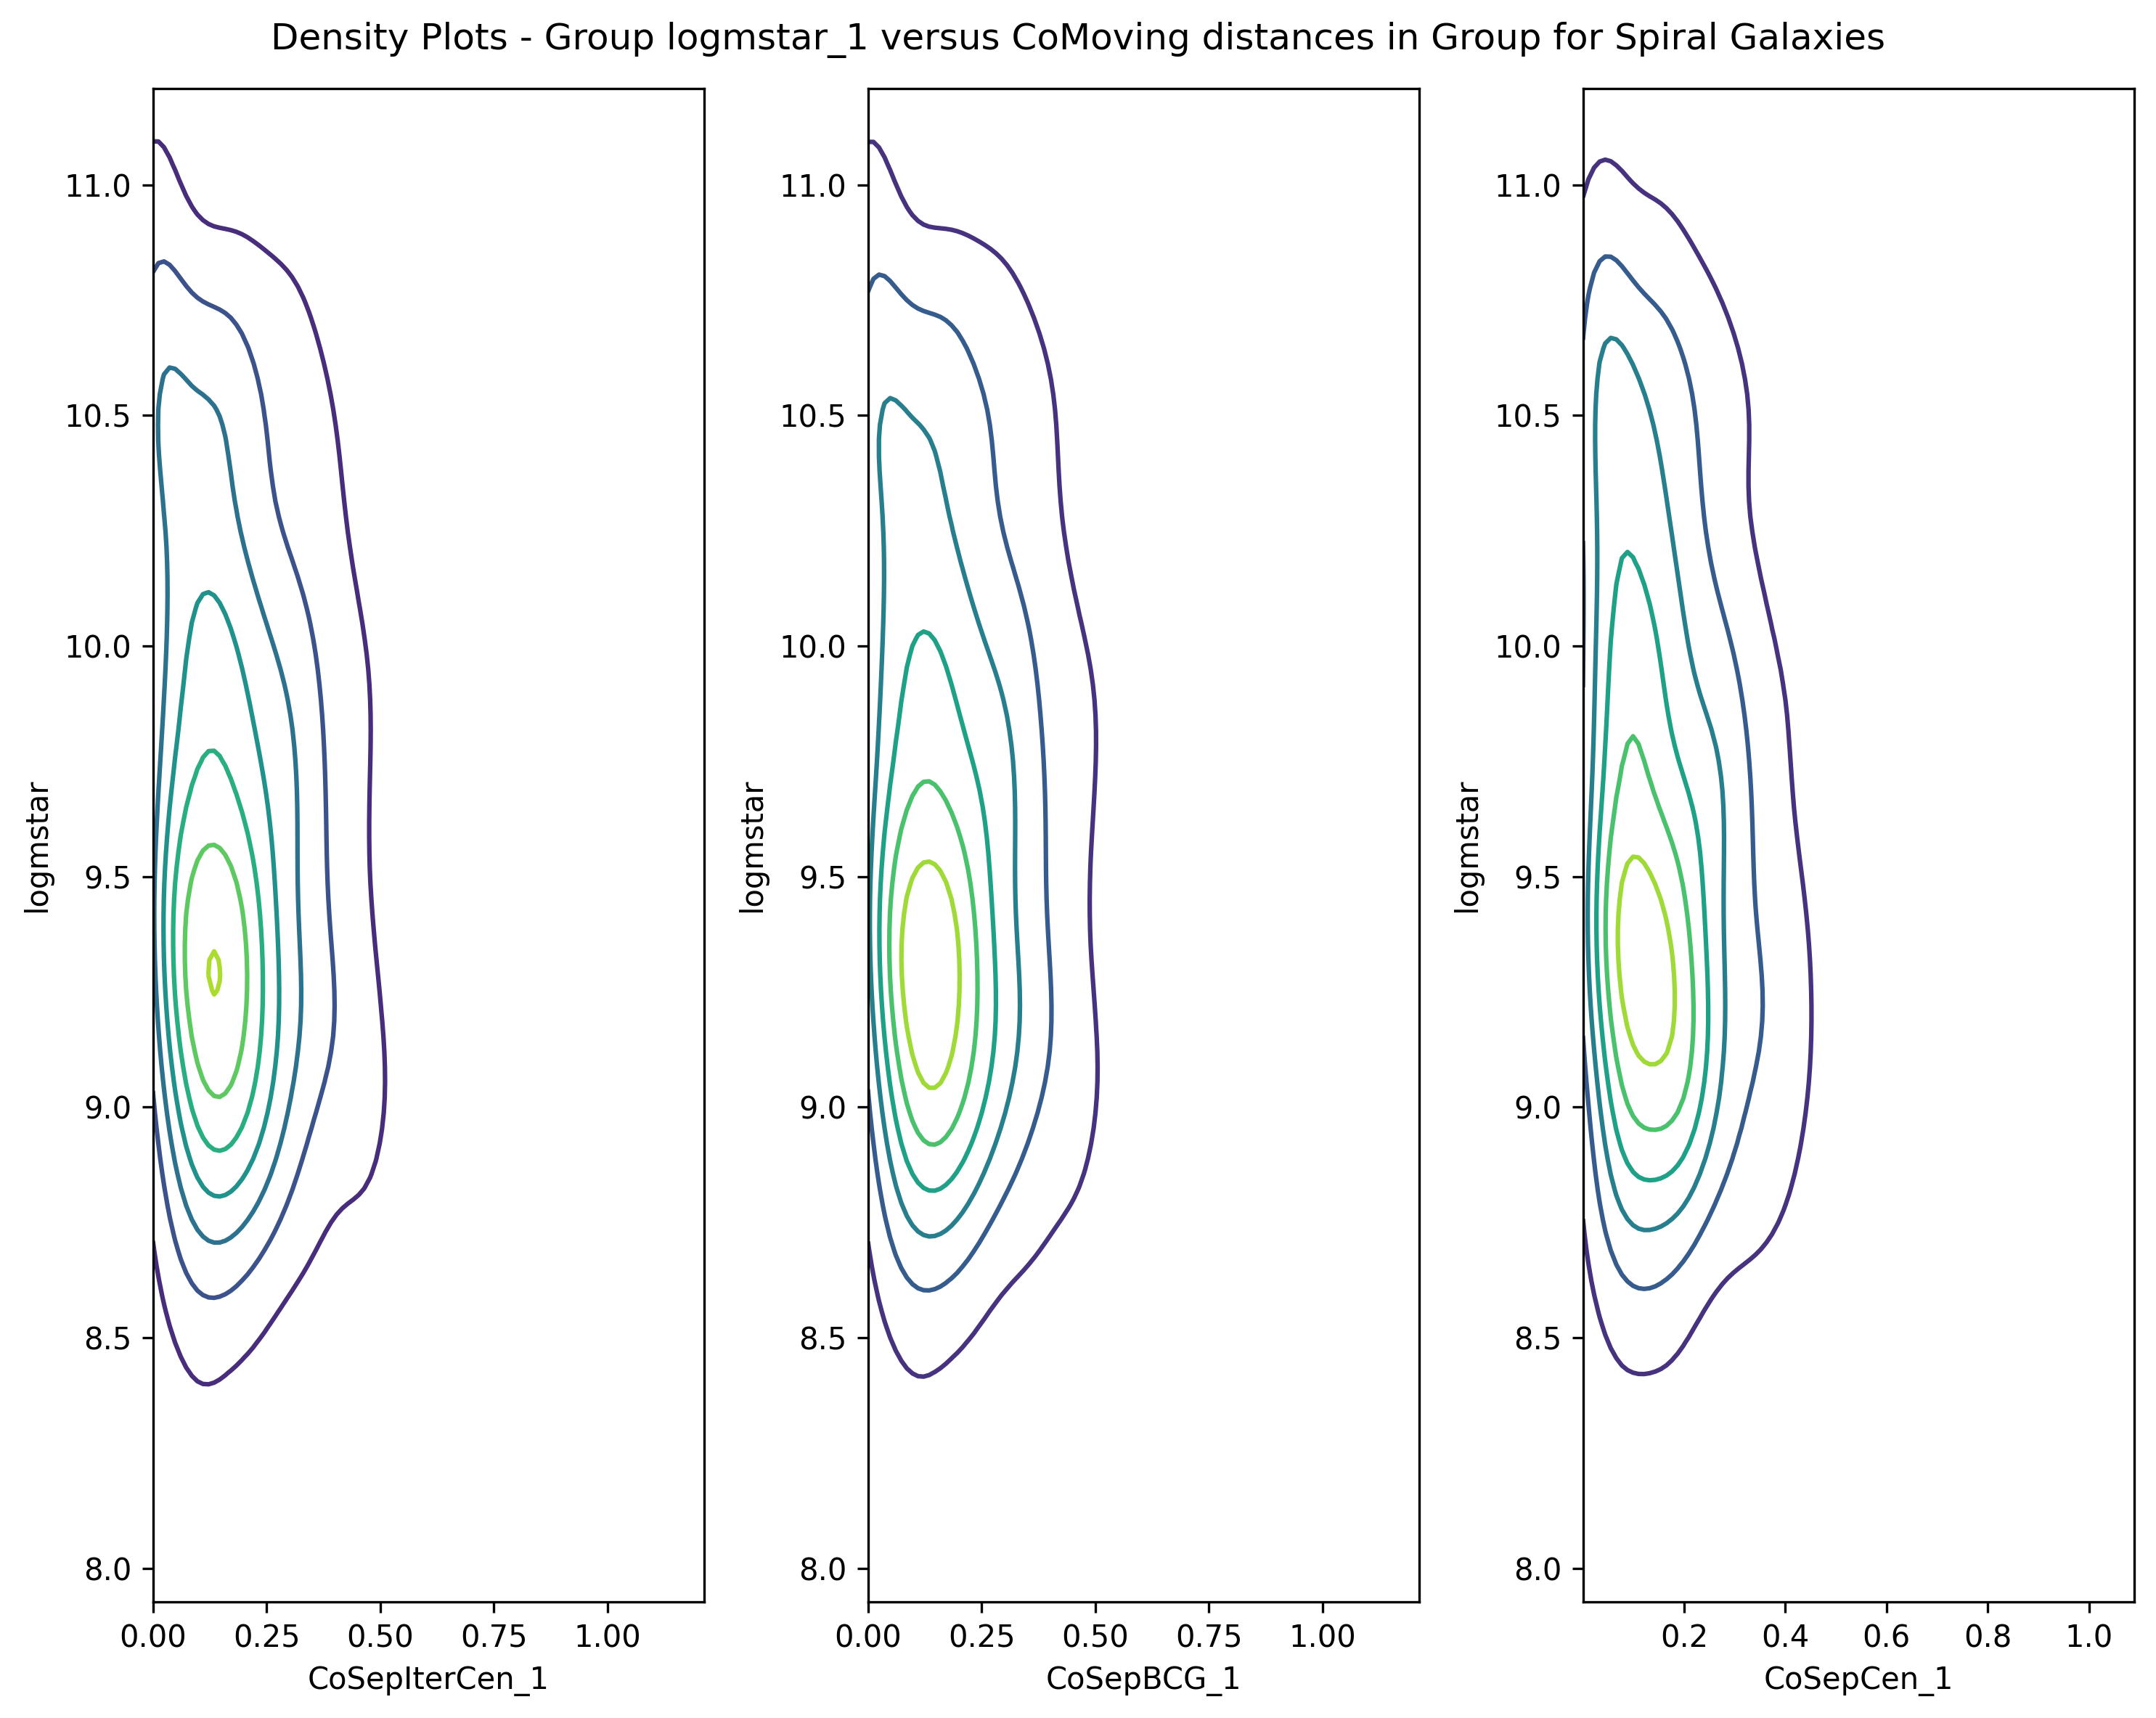 Density Plots - Group logmstar_1 versus CoMoving distances in Group for Spiral Galaxies
11.0
10.5
10.0
9.5
9.0
8.5
8.0
logmstar
0.00 0.25 0.50 0.75 1.00
CoSepIterCen_1
11.0
10.5
10.0
9.5
9.0
8.5
8.0
logmstar
0.00 0.25 0.50 0.75 1.00
CoSepBCG_1
11.0
10.5
10.0
9.5
9.0
8.5
8.0
logmstar
0.2 0.4 0.6 0.8 1.0
CoSepCen_1